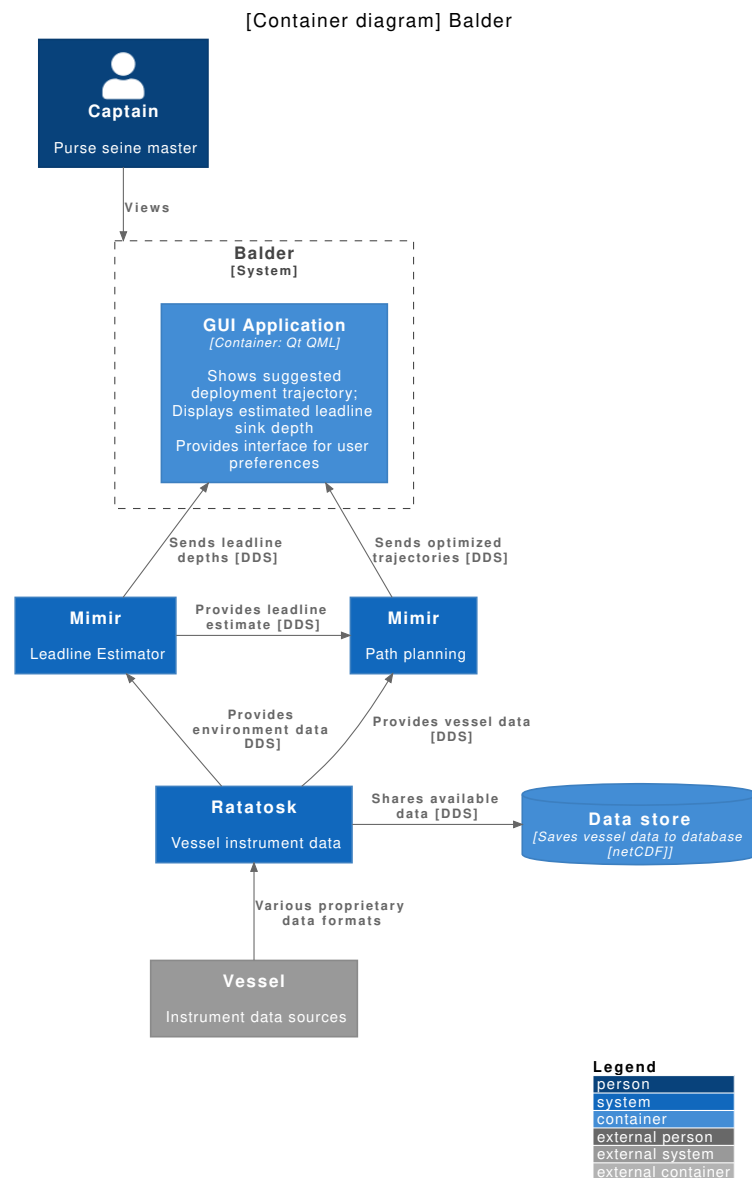 [Container diagram] Balder
Captain
Purse seine master
Views
Balder
[System]
GUI Application
[Container: Qt QML]
Shows suggested
deployment trajectory;
Displays estimated leadline
sink depth
Provides interface for user
preferences
Sends leadline
depths [DDS]
Sends optimized
trajectories [DDS]
Mimir
Leadline Estimator
Provides leadline
estimate [DDS]
Mimir
Path planning
Provides
environment data
DDS]
Provides vessel data
[DDS]
Ratatosk
Vessel instrument data
Shares available
data [DDS]
Data store
[Saves vessel data to database
[netCDF]]
Various proprietary
data formats
Vessel
Instrument data sources
Legend
person
system
container
external person
external system
external container